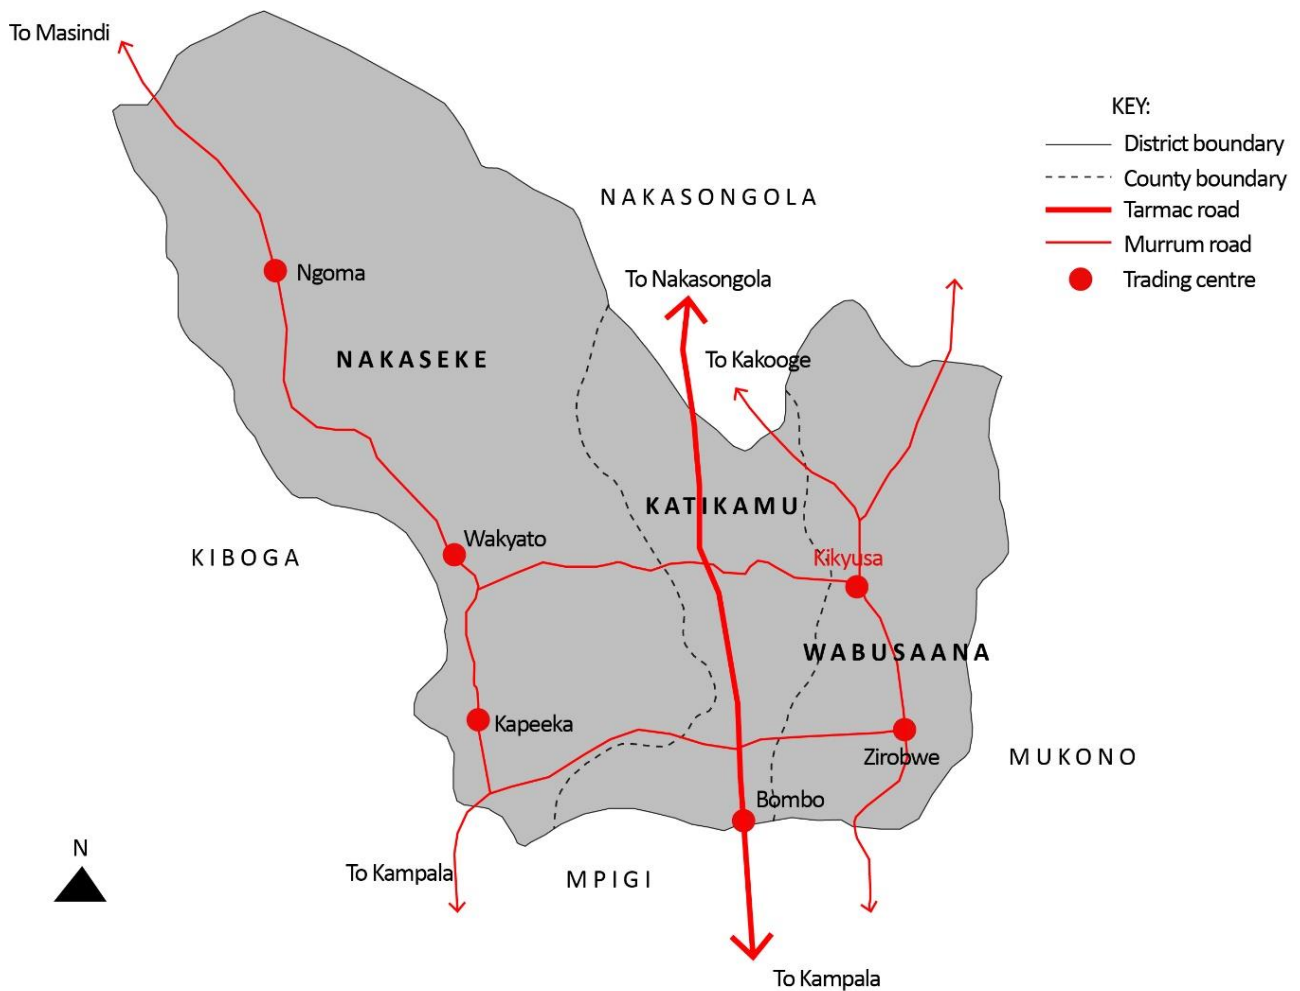 To Masindi
KEY:
District boundary
County boundary
Tarmac road
Murrum road
Trading centre
NAKASONGOLA
Ngoma
To Nakasongola
NAKASEKE
To Kakooge
KATIKAMU
Wakyato
KIBOGA
Kikyusa
WABUSAANA
Kapeeka
Zirobwe
MUKONO
Bombo
N
To Kampala
MPIGI
To Kampala